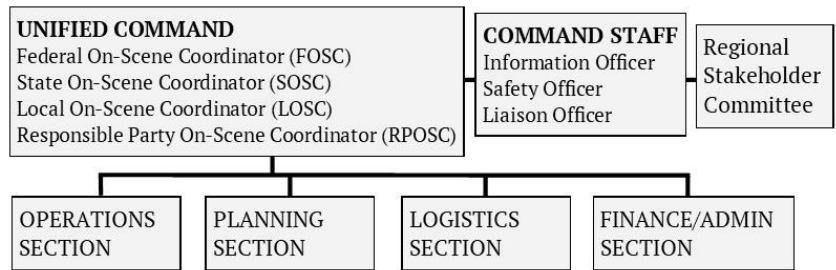 UNIFIED COMMAND
Federal On-Scene Coordinator (FOSC)
State On-Scene Coordinator (SOSC)
Local On-Scene Coordinator (LOSC)
Responsible Party On-Scene Coordinator (RPOSC)
COMMAND STAFF
Information Officer
Safety Officer
Liaison Officer
Regional
Stakeholder
Committee
OPERATIONS
SECTION
PLANNING
SECTION
LOGISTICS
SECTION
FINANCE/ADMIN
SECTION